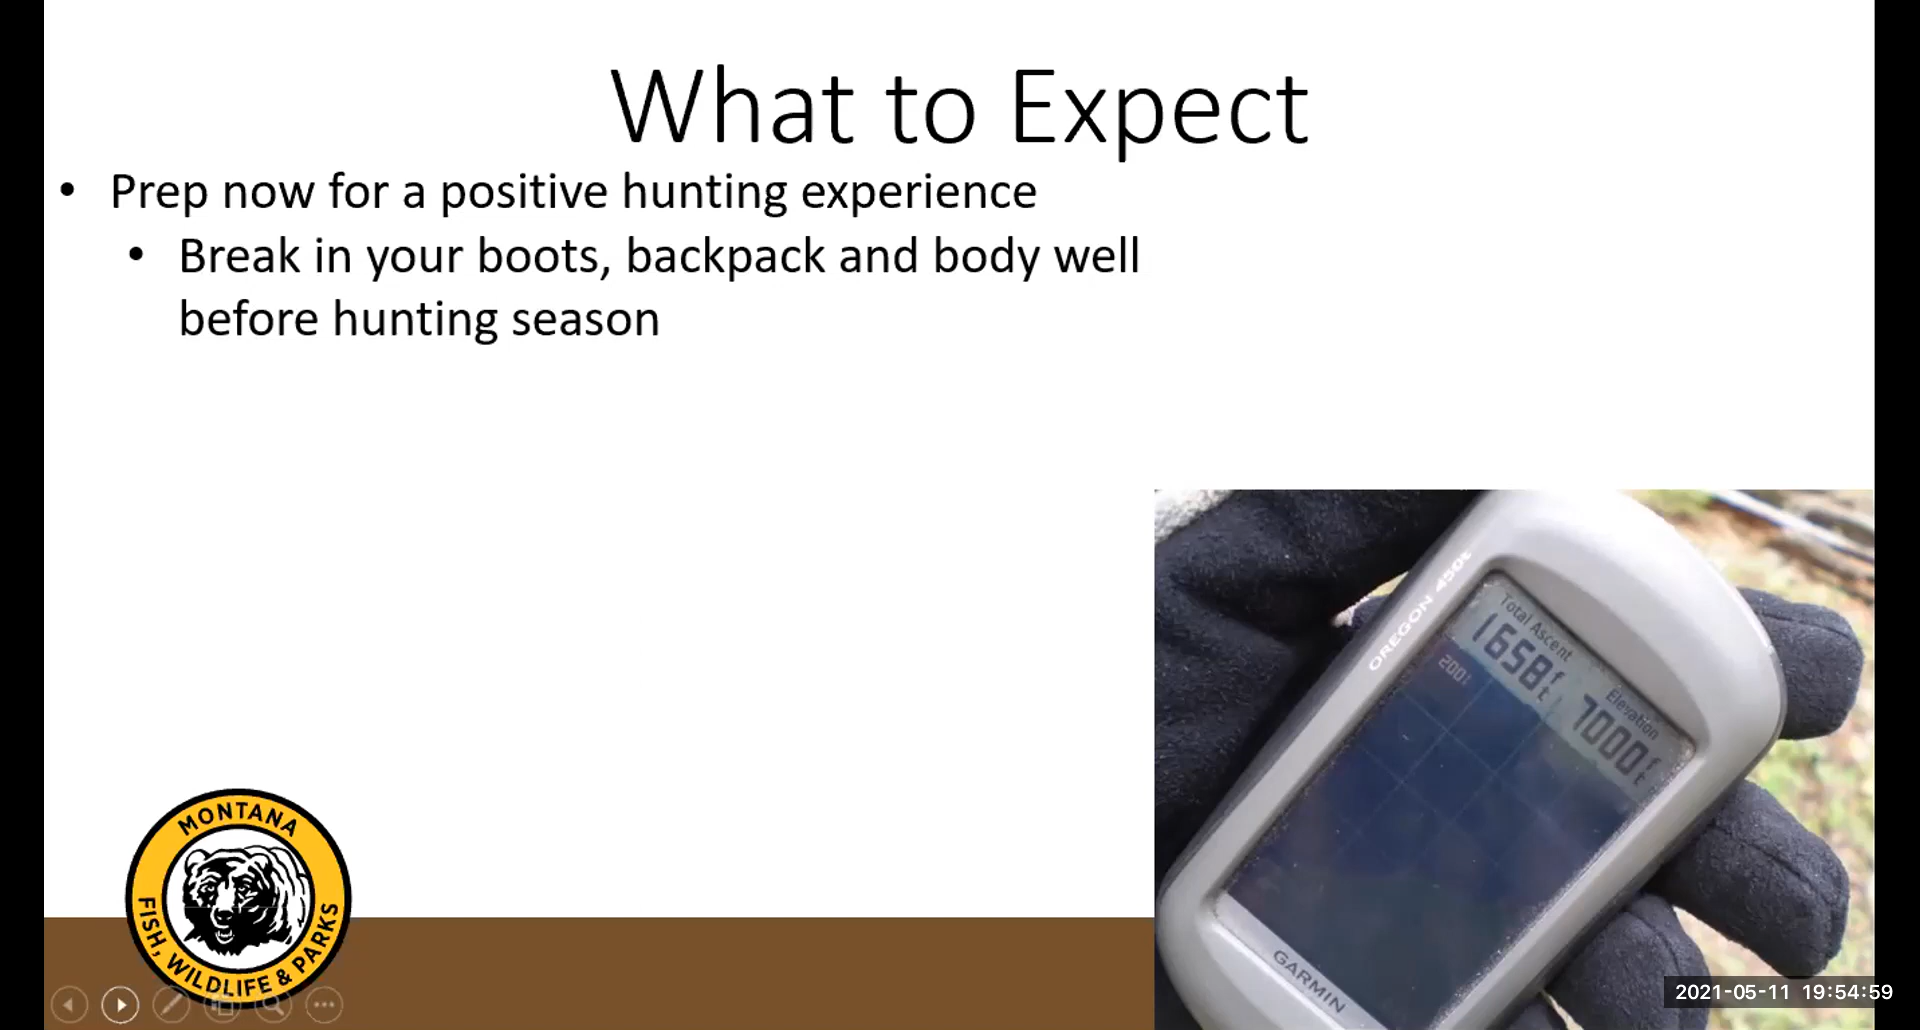 What to Expect
• Prep now for a positive hunting experience
• Break in your boots, backpack and body well
before hunting season
OREGON 450t
Total Ascent
1658ft
Elevation
7000ft
200!
GARMIN
MONTANA
FISH, WILDLIFE & PARKS
2021-05-11 19:54:59